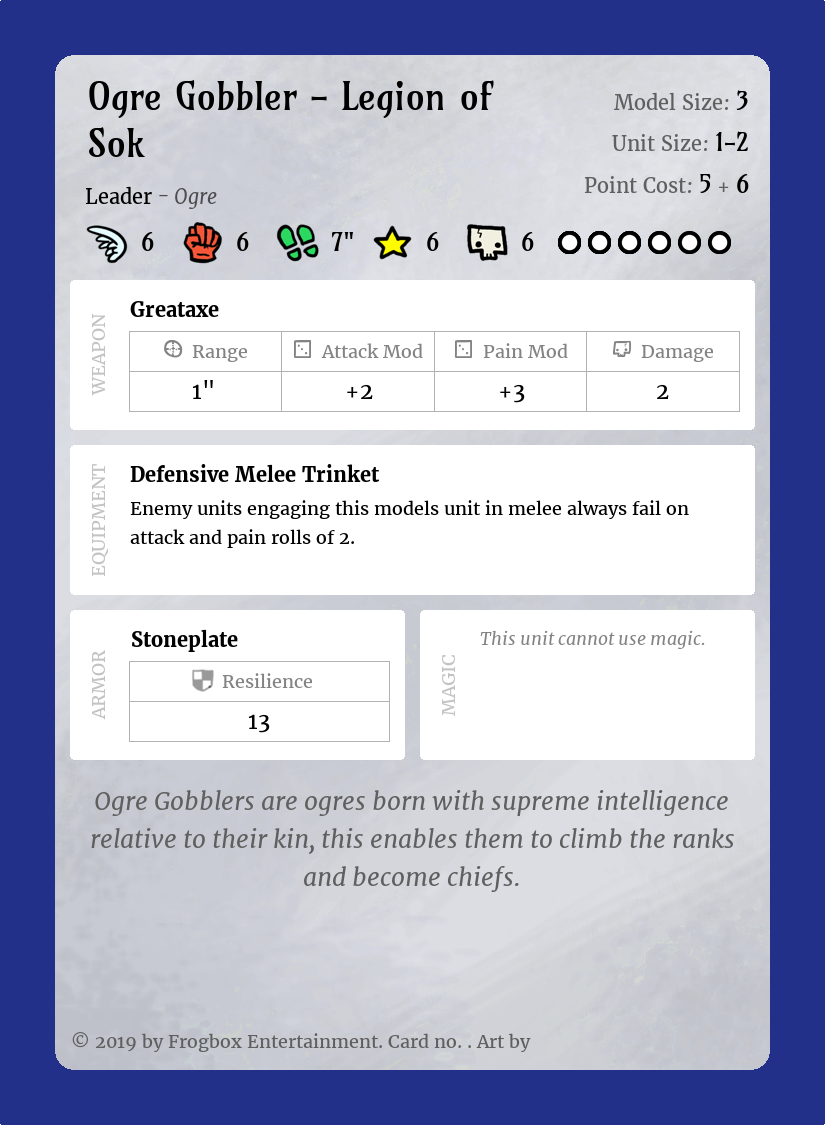 Ogre Gobbler – Legion of
Sok
Model Size: 3
Unit Size: 1–2
Point Cost: 5 + 6
Leader – Ogre
6 6 7" 6 6
WEAPON
Greataxe
Range Attack Mod Pain Mod Damage
1" +2 +3 2
EQUIPMENT
Defensive Melee Trinket
Enemy units engaging this models unit in melee always fail on
attack and pain rolls of 2.
ARMOR
Stoneplate
Resilience
13
MAGIC
This unit cannot use magic.
Ogre Gobblers are ogres born with supreme intelligence
relative to their kin, this enables them to climb the ranks
and become chiefs.
© 2019 by Frogbox Entertainment. Card no. . Art by